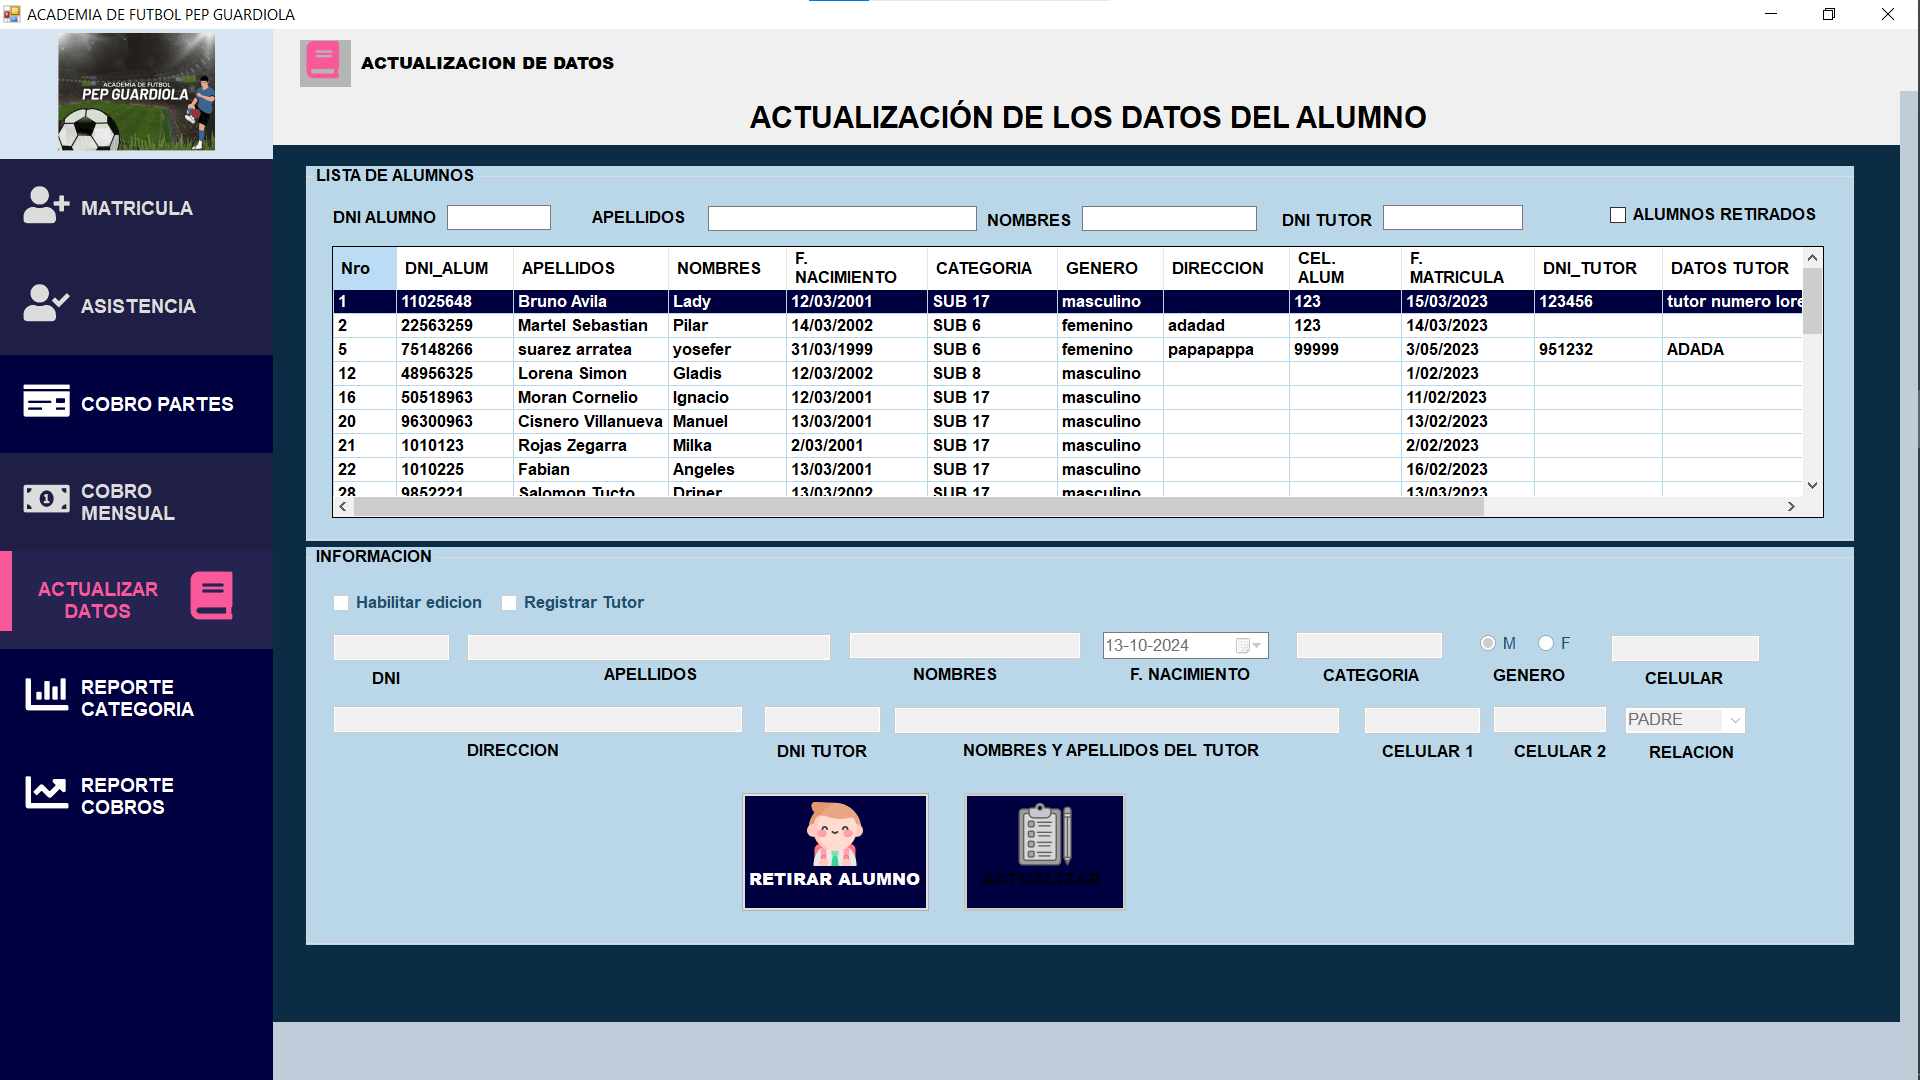 ACADEMIA DE FUTBOL PEP GUARDIOLA
ACADEMIA DE FUTBOL
PEP GUARDIOLA
ACTUALIZACION DE DATOS
ACTUALIZACIÓN DE LOS DATOS DEL ALUMNO
MATRICULA
ASISTENCIA
COBRO PARTES
1
COBRO
MENSUAL
ACTUALIZAR
DATOS
REPORTE
CATEGORIA
REPORTE
COBROS
LISTA DE ALUMNOS
DNI ALUMNO APELLIDOS NOMBRES DNI TUTOR ALUMNOS RETIRADOS
Nro DNI_ALUM APELLIDOS NOMBRES F. NACIMIENTO CATEGORIA GENERO DIRECCION CEL. ALUM F. MATRICULA DNI_TUTOR DATOS TUTOR
1 11025648 Bruno Avila Lady 12/03/2001 SUB 17 masculino 123 15/03/2023 123456 tutor numero lore
2 22563259 Martel Sebastian Pilar 14/03/2002 SUB 6 femenino adadad 123 14/03/2023
5 75148266 suarez arratea yosefer 31/03/1999 SUB 6 femenino papapappa 99999 3/05/2023 951232 ADADA
12 48956325 Lorena Simon Gladis 12/03/2002 SUB 8 masculino 1/02/2023
16 50518963 Moran Cornelio Ignacio 12/03/2001 SUB 17 masculino 11/02/2023
20 96300963 Cisnero Villanueva Manuel 13/03/2001 SUB 17 masculino 13/02/2023
21 1010123 Rojas Zegarra Milka 2/03/2001 SUB 17 masculino 2/02/2023
22 1010225 Fabian Angeles 13/03/2001 SUB 17 masculino 16/02/2023
28 9852221 Salomon Tucto Driner 13/03/2002 SUB 17 masculino 13/03/2023
INFORMACION
Habilitar edicion Registrar Tutor
13-10-2024 M F
DNI APELLIDOS NOMBRES F. NACIMIENTO CATEGORIA GENERO CELULAR
PADRE
DIRECCION DNI TUTOR NOMBRES Y APELLIDOS DEL TUTOR CELULAR 1 CELULAR 2 RELACION
RETIRAR ALUMNO ACTUALIZAR